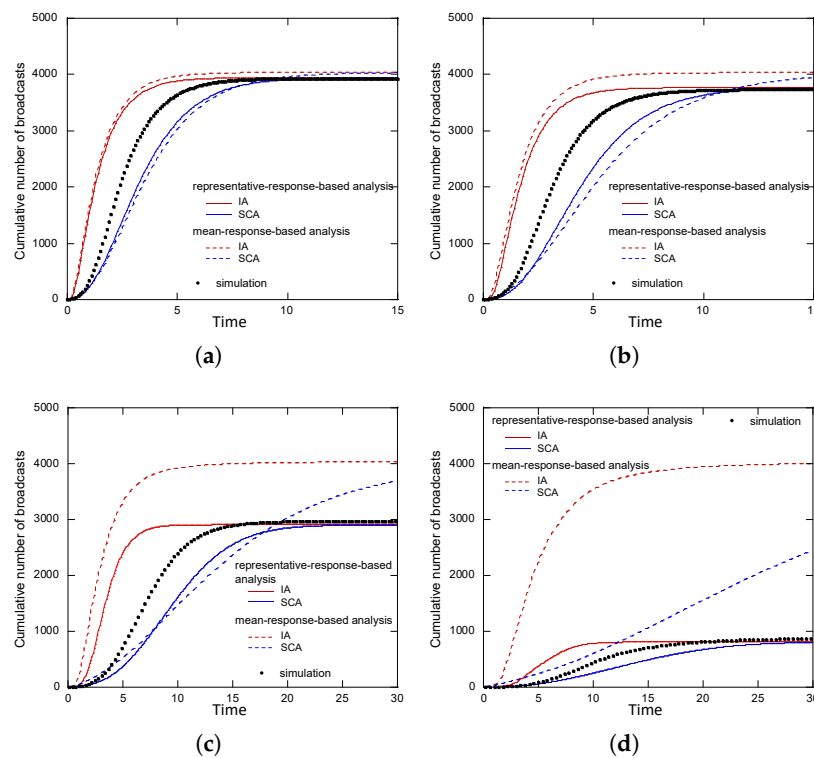 5000
4000
3000
2000
1000
0
Cumulative number of broadcasts
representative-response-based analysis
IA
SCA
mean-response-based analysis
IA
SCA
simulation
0
5
10
15
Time
(a)
5000
4000
3000
2000
1000
0
Cumulative number of broadcasts
representative-response-based analysis
IA
SCA
mean-response-based analysis
IA
SCA
simulation
0
5
10
1
Time
(b)
5000
4000
3000
2000
1000
0
Cumulative number of broadcasts
representative-response-based
analysis
IA
SCA
mean-response-based analysis
IA
SCA
simulation
0
5
10
15
20
25
30
Time
(c)
5000
4000
3000
2000
1000
0
Cumulative number of broadcasts
representative-response-based analysis
IA
SCA
mean-response-based analysis
IA
SCA
simulation
0
5
10
15
20
25
30
Time
(d)